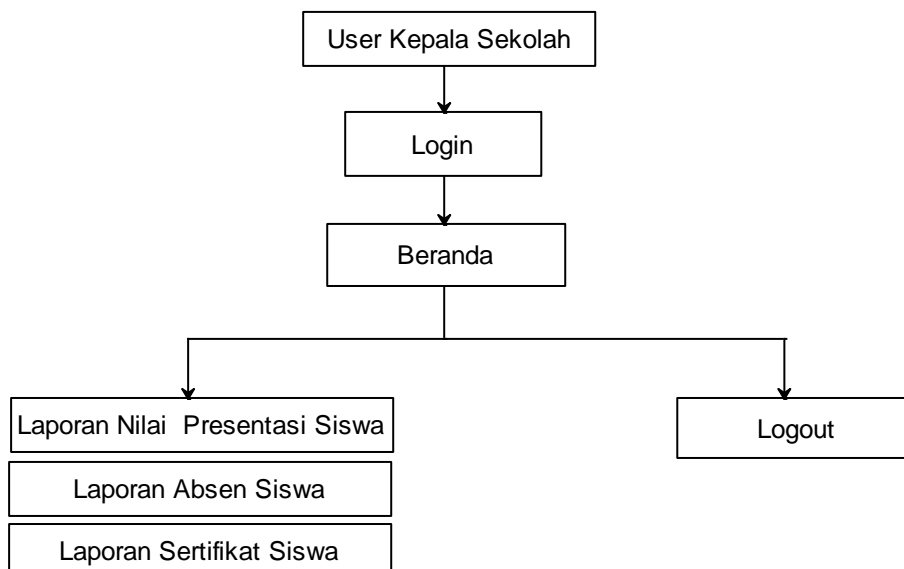 User Kepala Sekolah
Login
Beranda
Laporan Nilai  Presentasi Siswa
Logout
Laporan Absen Siswa
Laporan Sertifikat Siswa